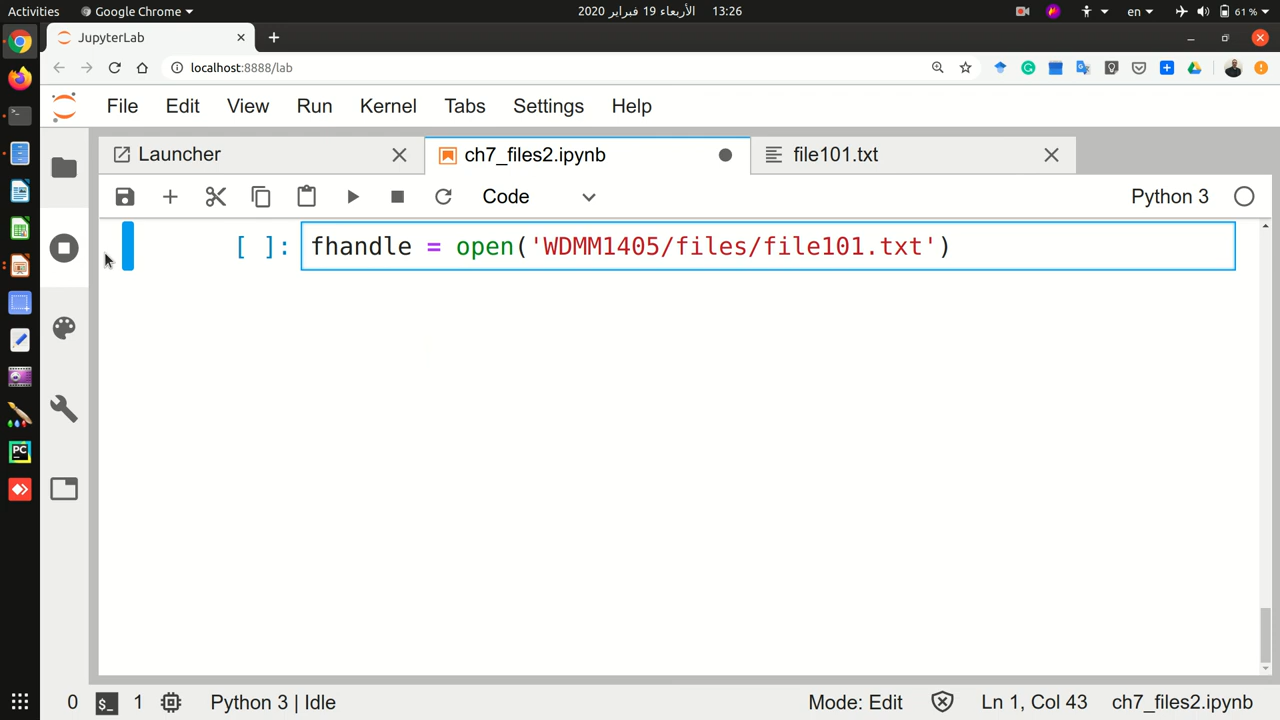 Activities Google Chrome الأربعاء 19 فبراير 2020 13:26 en 61 %
JupyterLab
localhost:8888/lab
File Edit View Run Kernel Tabs Settings Help
Launcher ch7_files2.ipynb file101.txt
Code Python 3
[ ]: fhandle = open('WDMM1405/files/file101.txt')
PC
0 $_ 1 Python 3 | Idle Mode: Edit Ln 1, Col 43 ch7_files2.ipynb